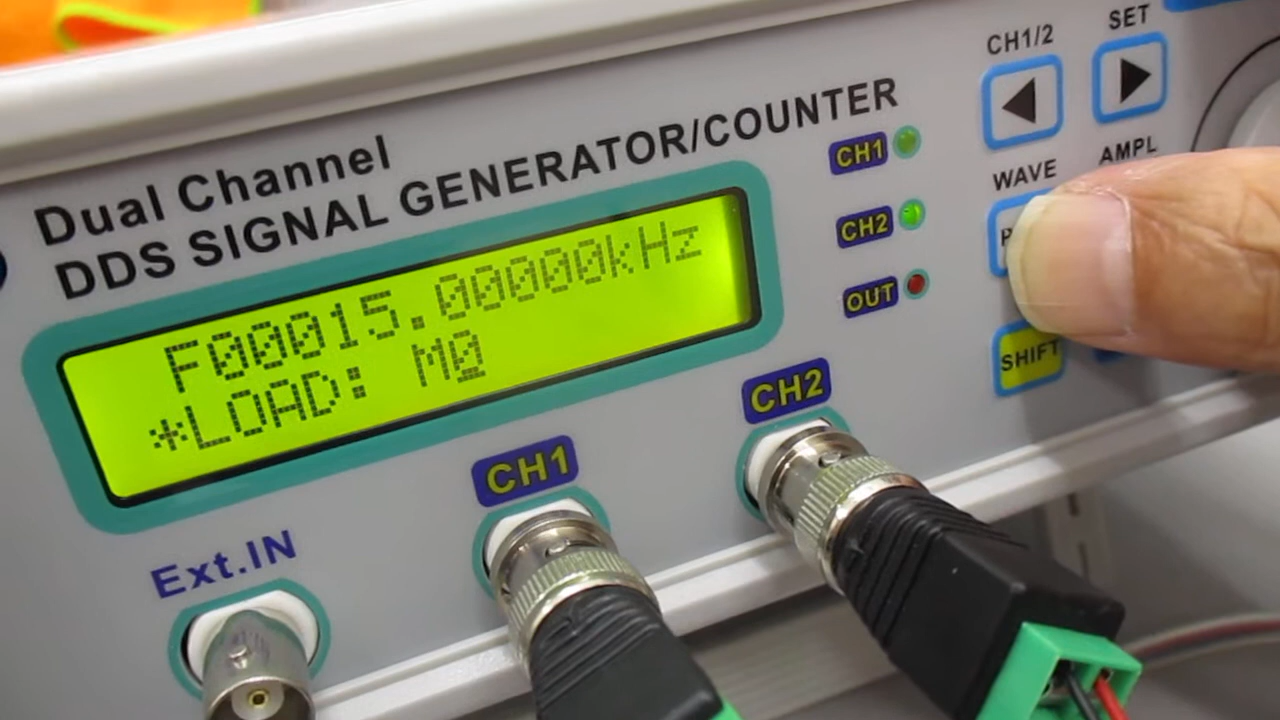 Dual Channel
DDS SIGNAL GENERATOR/COUNTER
F00015.00000kHz
*LOAD: M0
CH1
CH2
OUT
CH1/2
SET
WAVE
AMPL
SHIFT
Ext.IN
CH1
CH2